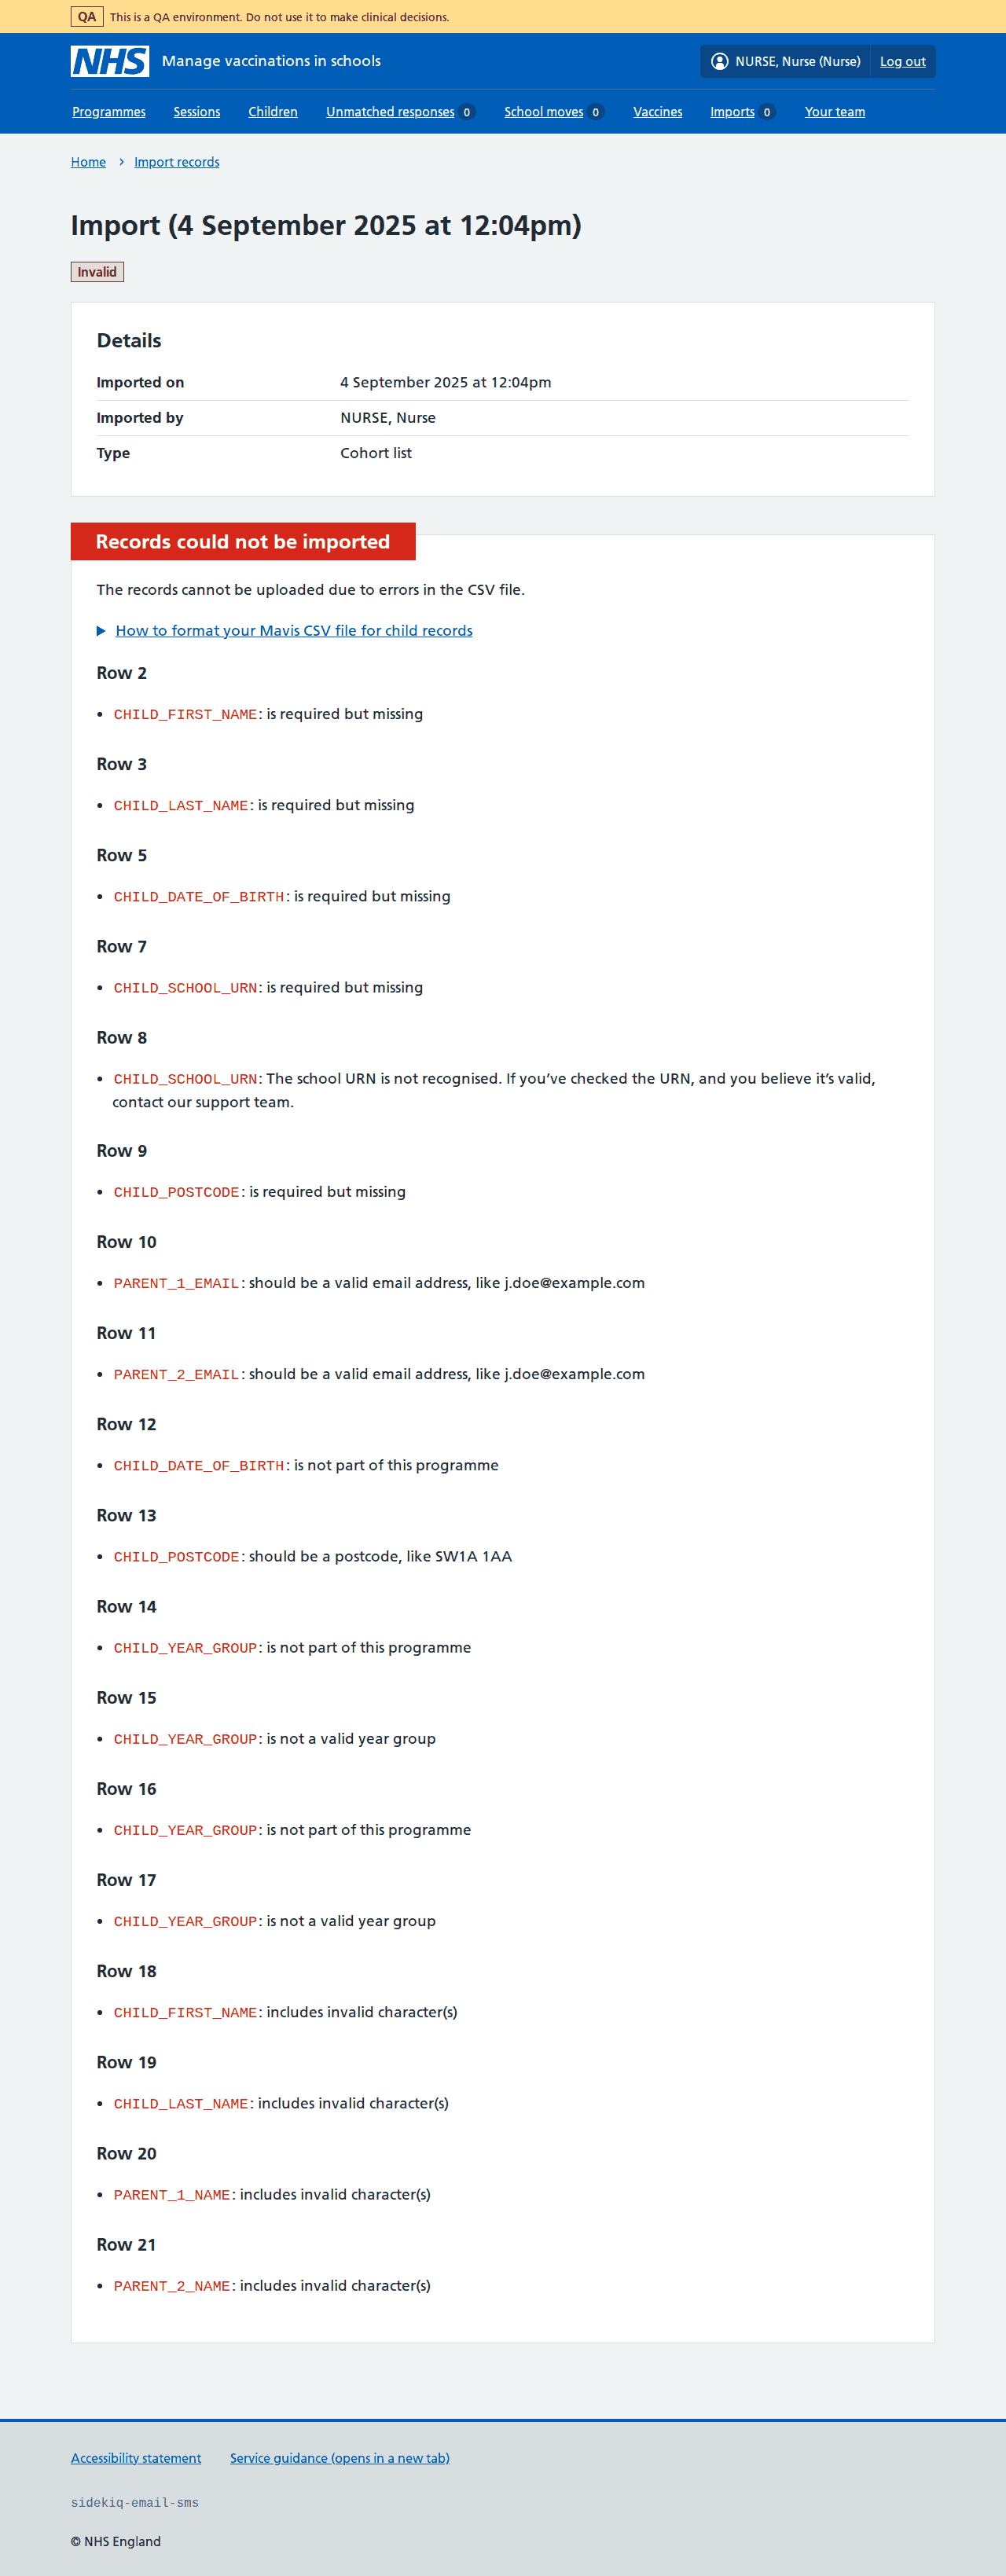 QA This is a QA environment. Do not use it to make clinical decisions.
NHS Manage vaccinations in schools NURSE, Nurse (Nurse) Log out
Programmes Sessions Children Unmatched responses 0 School moves 0 Vaccines Imports 0 Your team
Home › Import records
Import (4 September 2025 at 12:04pm)
Invalid
Details
Imported on 4 September 2025 at 12:04pm
Imported by NURSE, Nurse
Type Cohort list
Records could not be imported
The records cannot be uploaded due to errors in the CSV file.
How to format your Mavis CSV file for child records
Row 2
• CHILD_FIRST_NAME: is required but missing
Row 3
• CHILD_LAST_NAME: is required but missing
Row 5
• CHILD_DATE_OF_BIRTH: is required but missing
Row 7
• CHILD_SCHOOL_URN: is required but missing
Row 8
• CHILD_SCHOOL_URN: The school URN is not recognised. If you’ve checked the URN, and you believe it’s valid,
contact our support team.
Row 9
• CHILD_POSTCODE: is required but missing
Row 10
• PARENT_1_EMAIL: should be a valid email address, like j.doe@example.com
Row 11
• PARENT_2_EMAIL: should be a valid email address, like j.doe@example.com
Row 12
• CHILD_DATE_OF_BIRTH: is not part of this programme
Row 13
• CHILD_POSTCODE: should be a postcode, like SW1A 1AA
Row 14
• CHILD_YEAR_GROUP: is not part of this programme
Row 15
• CHILD_YEAR_GROUP: is not a valid year group
Row 16
• CHILD_YEAR_GROUP: is not part of this programme
Row 17
• CHILD_YEAR_GROUP: is not a valid year group
Row 18
• CHILD_FIRST_NAME: includes invalid character(s)
Row 19
• CHILD_LAST_NAME: includes invalid character(s)
Row 20
• PARENT_1_NAME: includes invalid character(s)
Row 21
• PARENT_2_NAME: includes invalid character(s)
Accessibility statement Service guidance (opens in a new tab)
sidekiq-email-sms
© NHS England